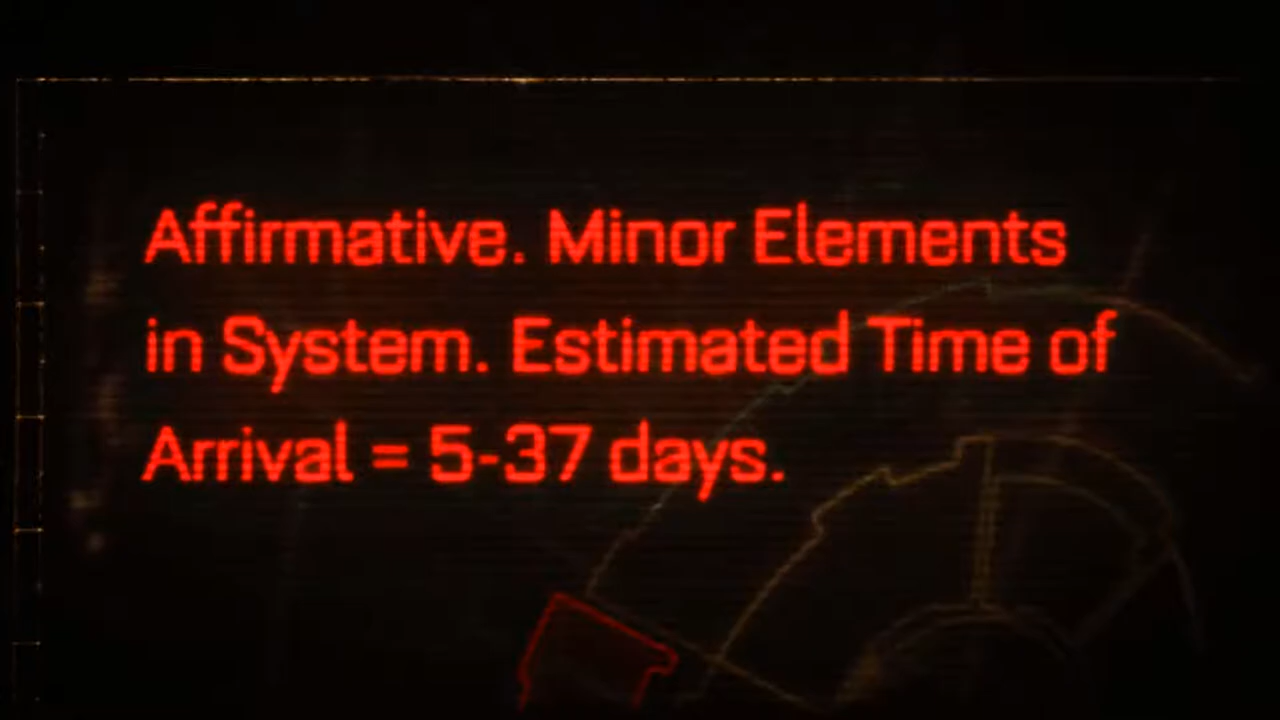 Affirmative. Minor Elements
in System. Estimated Time of
Arrival = 5-37 days.